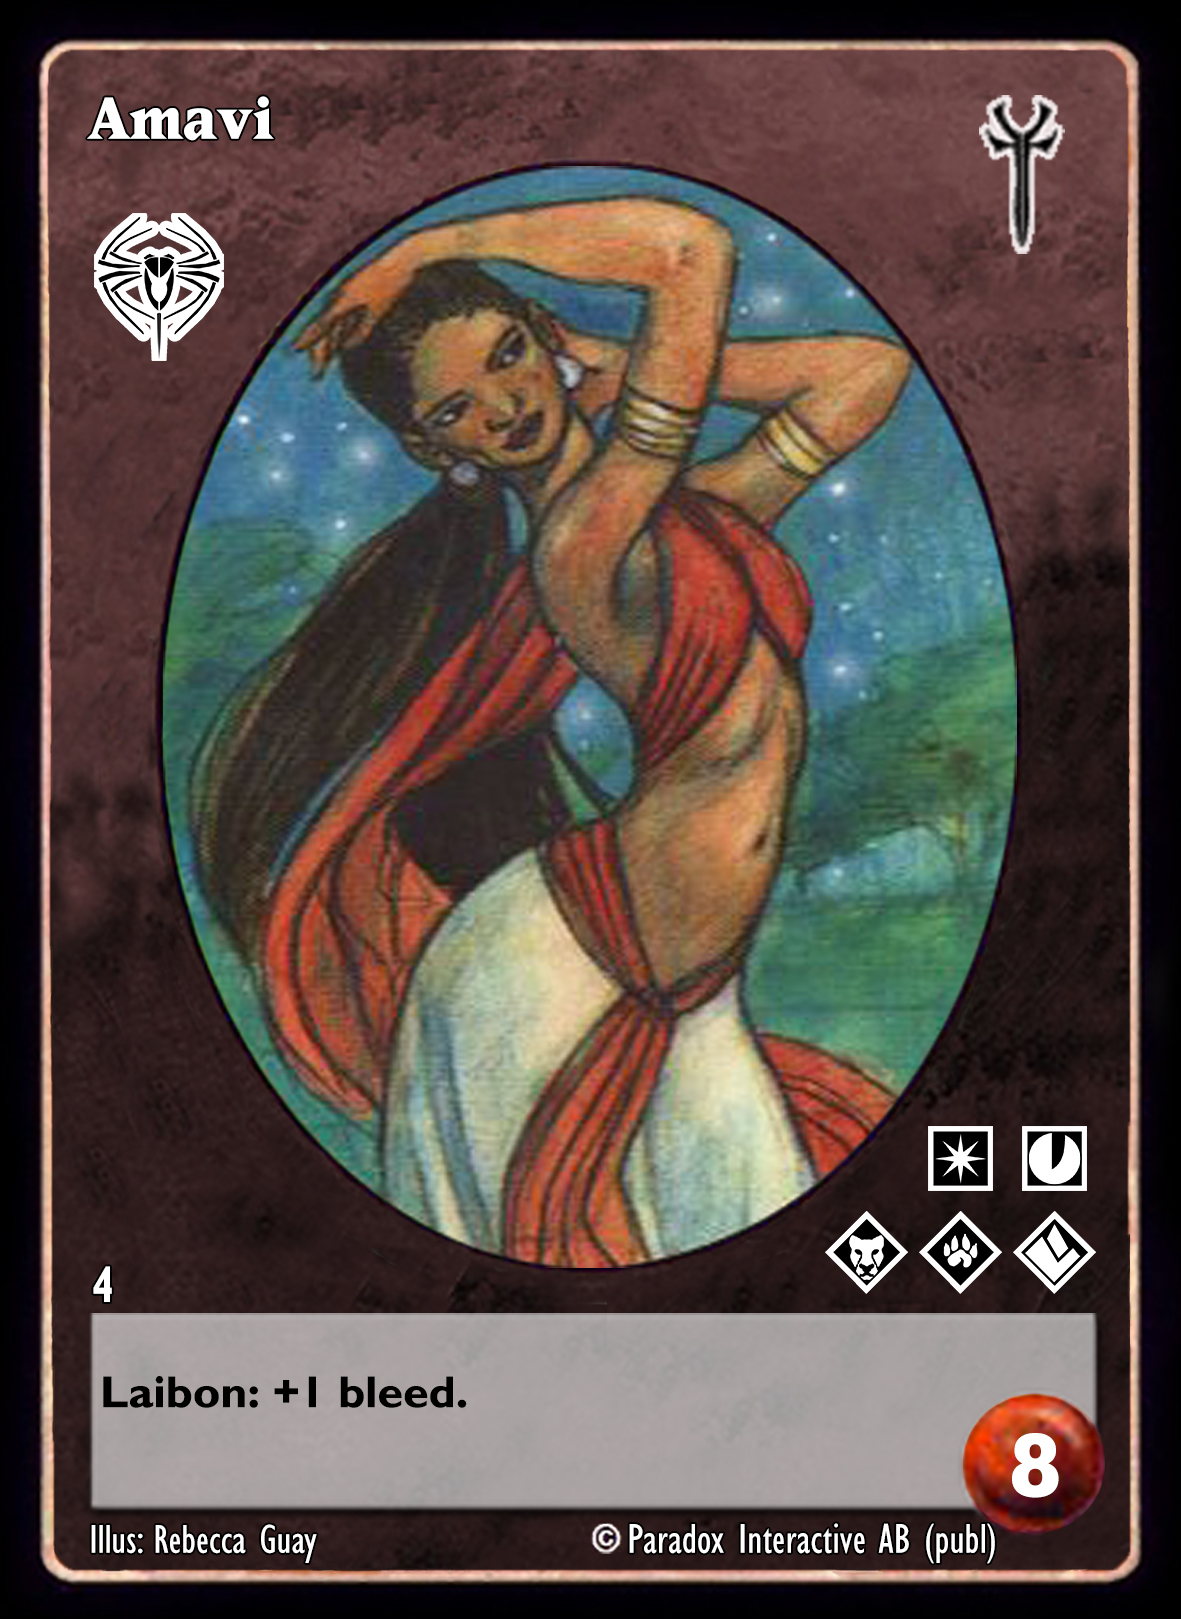 Amavi
4
Laibon: +1 bleed.
8
Illus: Rebecca Guay
© Paradox Interactive AB (publ)